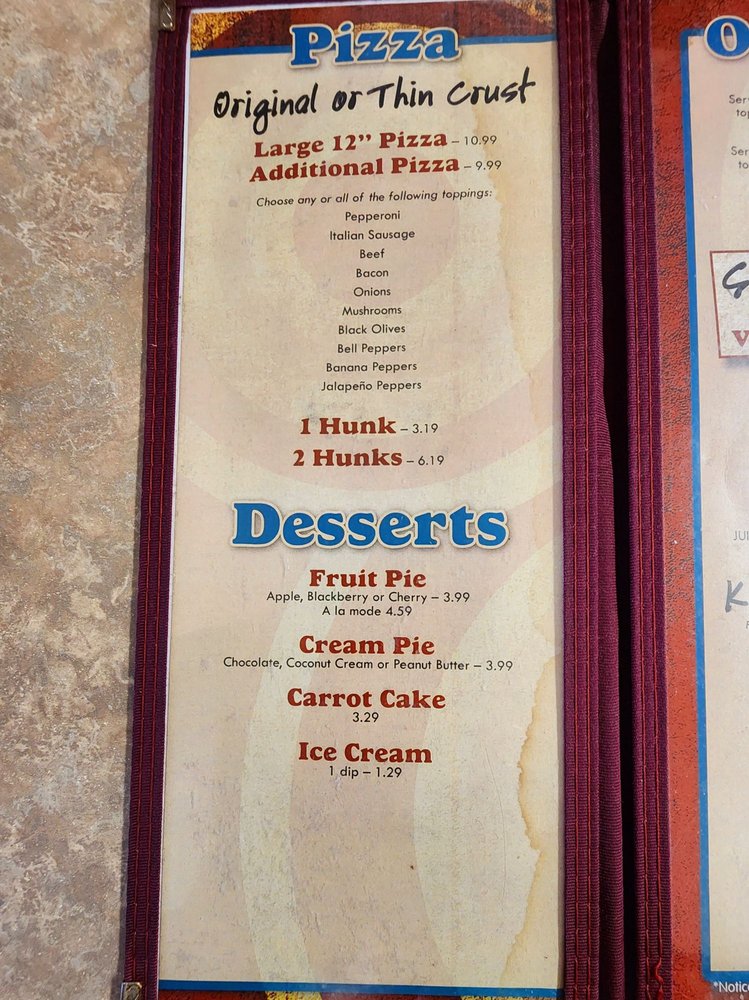 Pizza
Original or Thin Crust
Large 12" Pizza – 10.99
Additional Pizza – 9.99
Choose any or all of the following toppings:
Pepperoni
Italian Sausage
Beef
Bacon
Onions
Mushrooms
Black Olives
Bell Peppers
Banana Peppers
Jalapeño Peppers
1 Hunk – 3.19
2 Hunks – 6.19
Desserts
Fruit Pie
Apple, Blackberry or Cherry – 3.99
A la mode 4.59
Cream Pie
Chocolate, Coconut Cream or Peanut Butter – 3.99
Carrot Cake
3.29
Ice Cream
1 dip – 1.29